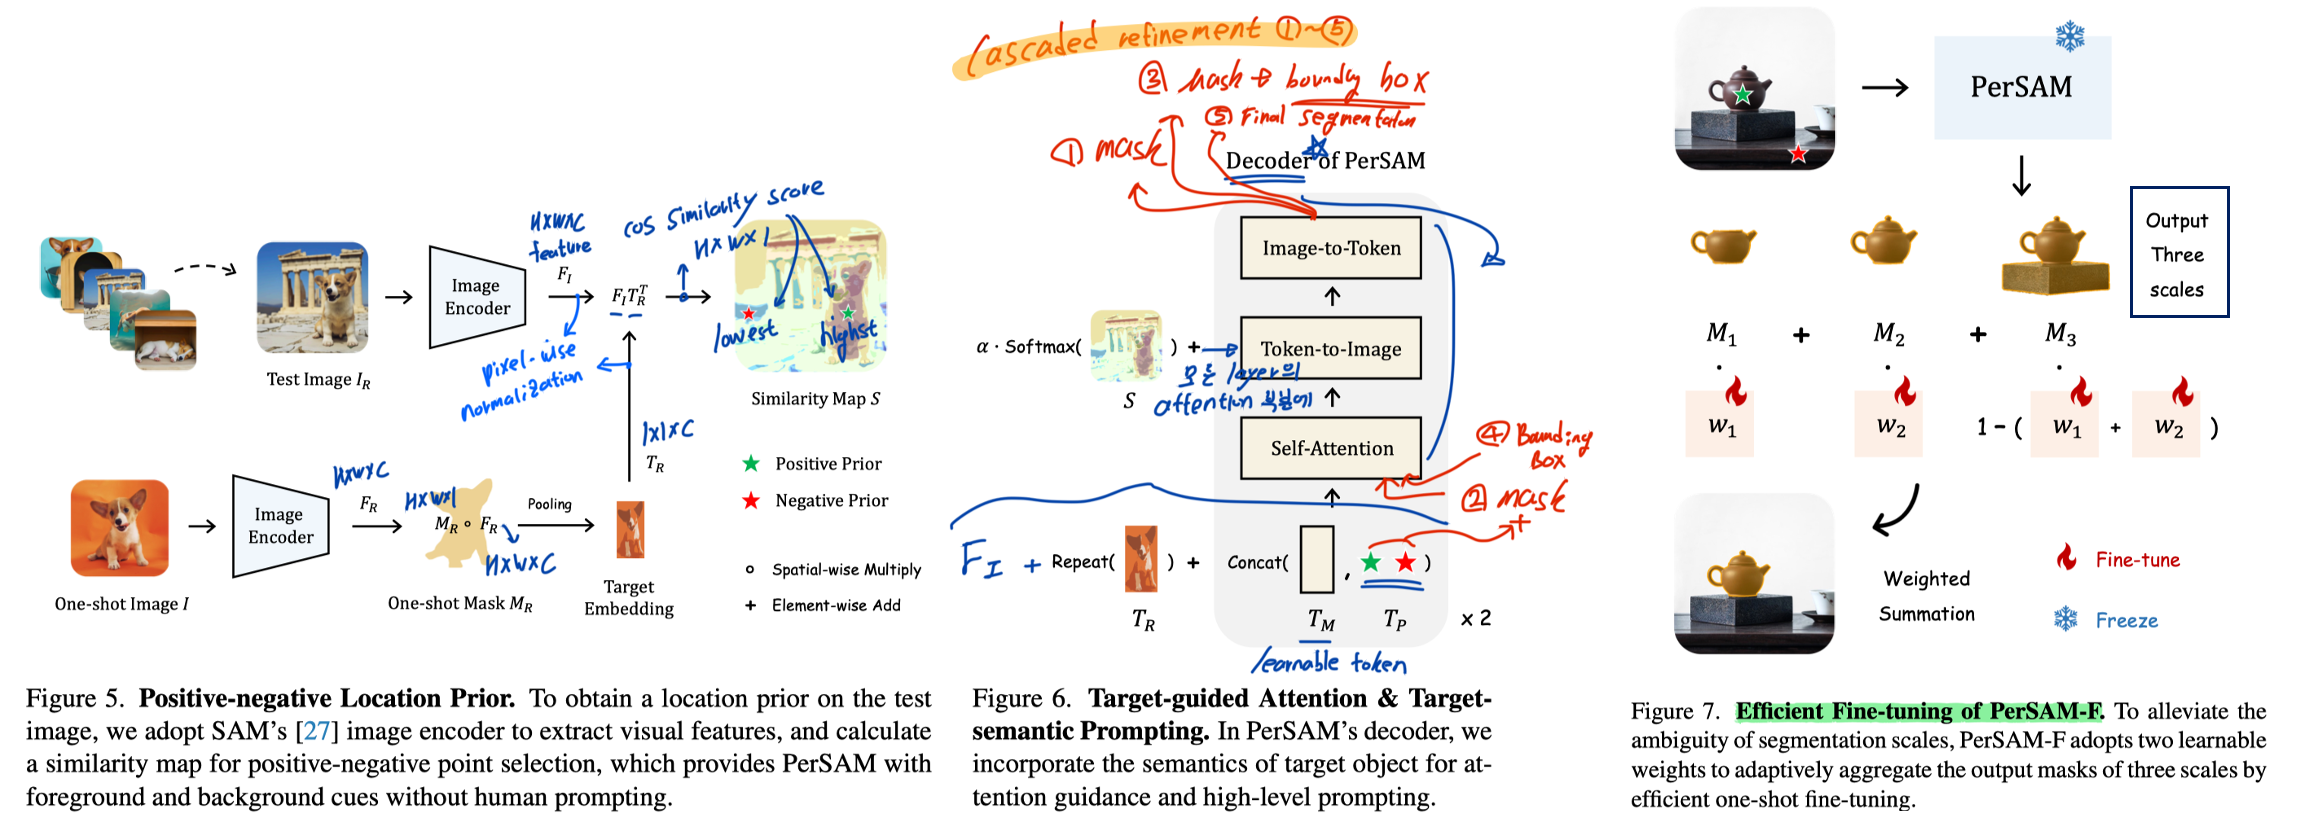 Cascaded refinement ①~⑤
③ Mask → boundy box
⑤ Final segmentation
① mask
Decoder of PerSAM
Image-to-Token
α · Softmax( ) +
Token-to-Image
S
모든 layer의
attention 부분에
Self-Attention
④ Bounding
Box
② mask
+
F_I + Repeat( ) + Concat( , )
T_R
T_M
T_P
x 2
learnable token
Test Image I_R
Image
Encoder
HxWxC
feature
F_I
F_I T_R^T
cos similarity score
HxWx1
lowest
highst
Similarity Map S
pixel-wise
normalization
1x1xC
T_R
One-shot Image I
Image
Encoder
HxWxC
F_R
HxWx1
M_R ∘ F_R
HxWxC
One-shot Mask M_R
Pooling
Target
Embedding
Positive Prior
Negative Prior
Spatial-wise Multiply
+ Element-wise Add
PerSAM
Output
Three
scales
M_1 + M_2 + M_3
w_1 w_2 1 − ( w_1 + w_2 )
Weighted
Summation
Fine-tune
Freeze
Figure 5. Positive-negative Location Prior. To obtain a location prior on the test
image, we adopt SAM's [27] image encoder to extract visual features, and calculate
a similarity map for positive-negative point selection, which provides PerSAM with
foreground and background cues without human prompting.
Figure 6. Target-guided Attention & Target-
semantic Prompting. In PerSAM's decoder, we
incorporate the semantics of target object for at-
tention guidance and high-level prompting.
Figure 7. Efficient Fine-tuning of PerSAM-F. To alleviate the
ambiguity of segmentation scales, PerSAM-F adopts two learnable
weights to adaptively aggregate the output masks of three scales by
efficient one-shot fine-tuning.